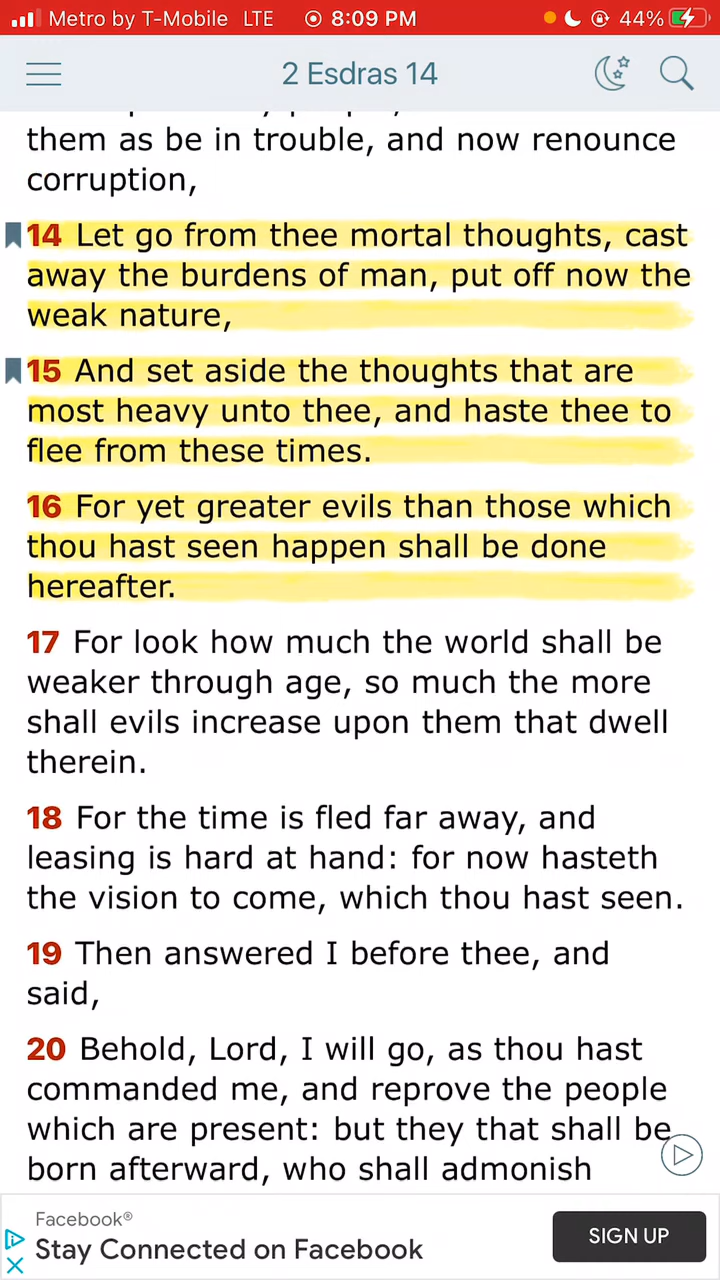 Metro by T-Mobile LTE 8:09 PM 44%
2 Esdras 14
them as be in trouble, and now renounce
corruption,
14 Let go from thee mortal thoughts, cast
away the burdens of man, put off now the
weak nature,
15 And set aside the thoughts that are
most heavy unto thee, and haste thee to
flee from these times.
16 For yet greater evils than those which
thou hast seen happen shall be done
hereafter.
17 For look how much the world shall be
weaker through age, so much the more
shall evils increase upon them that dwell
therein.
18 For the time is fled far away, and
leasing is hard at hand: for now hasteth
the vision to come, which thou hast seen.
19 Then answered I before thee, and
said,
20 Behold, Lord, I will go, as thou hast
commanded me, and reprove the people
which are present: but they that shall be
born afterward, who shall admonish
Facebook®
Stay Connected on Facebook
SIGN UP